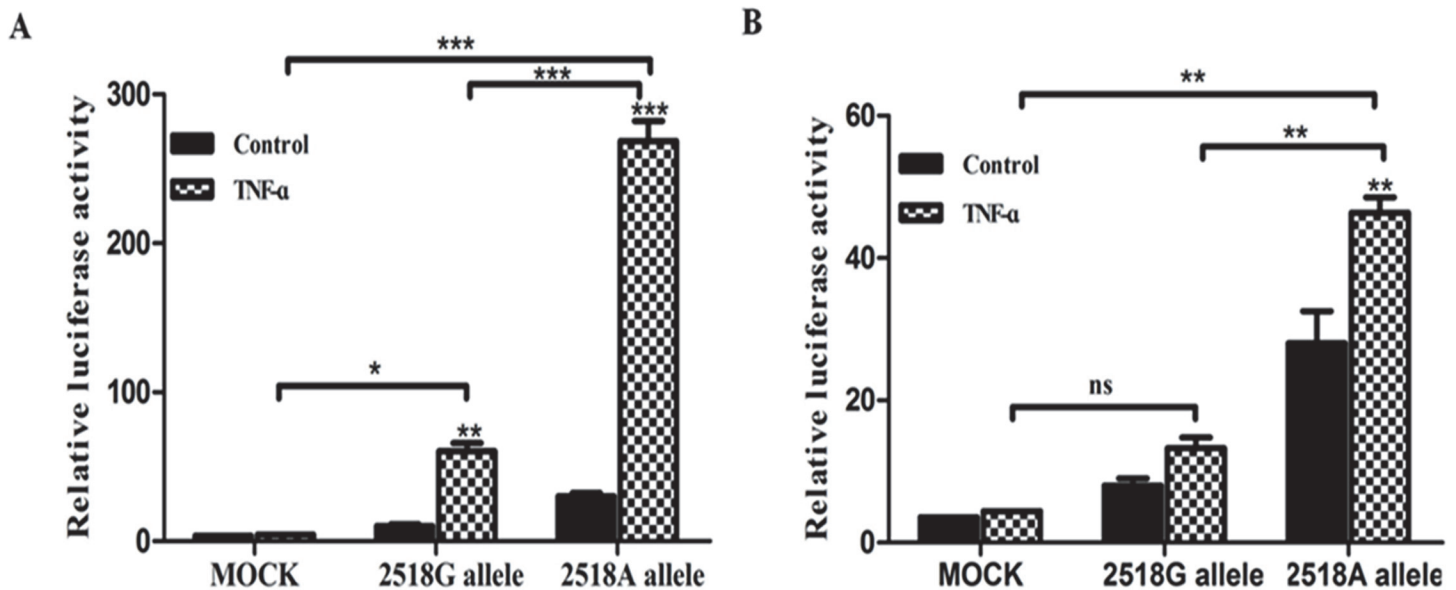 A
Relative luciferase activity
300
200
100
0
Control
TNF-α
***
***
***
*
**
MOCK
2518G allele
2518A allele
B
Relative luciferase activity
60
40
20
0
Control
TNF-α
**
**
**
ns
MOCK
2518G allele
2518A allele